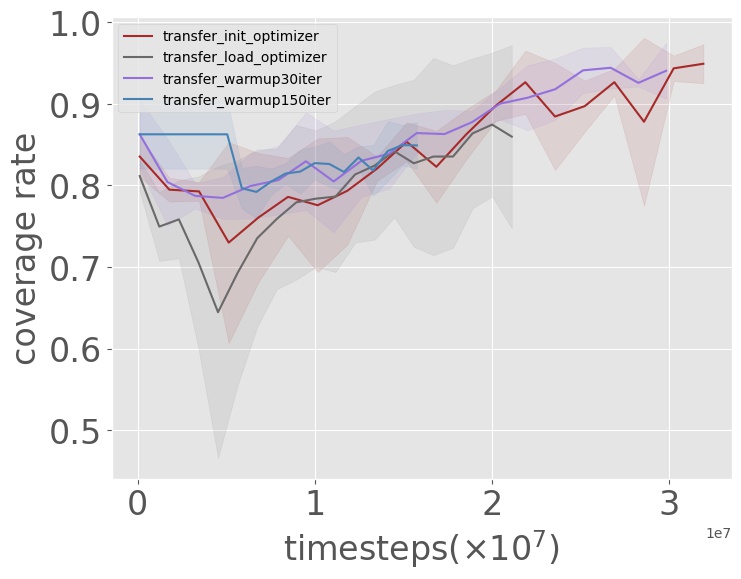 transfer_init_optimizer
transfer_load_optimizer
transfer_warmup30iter
transfer_warmup150iter
1.0
0.9
0.8
0.7
0.6
0.5
coverage rate
0 1 2 3
1e7
timesteps(×10⁷)